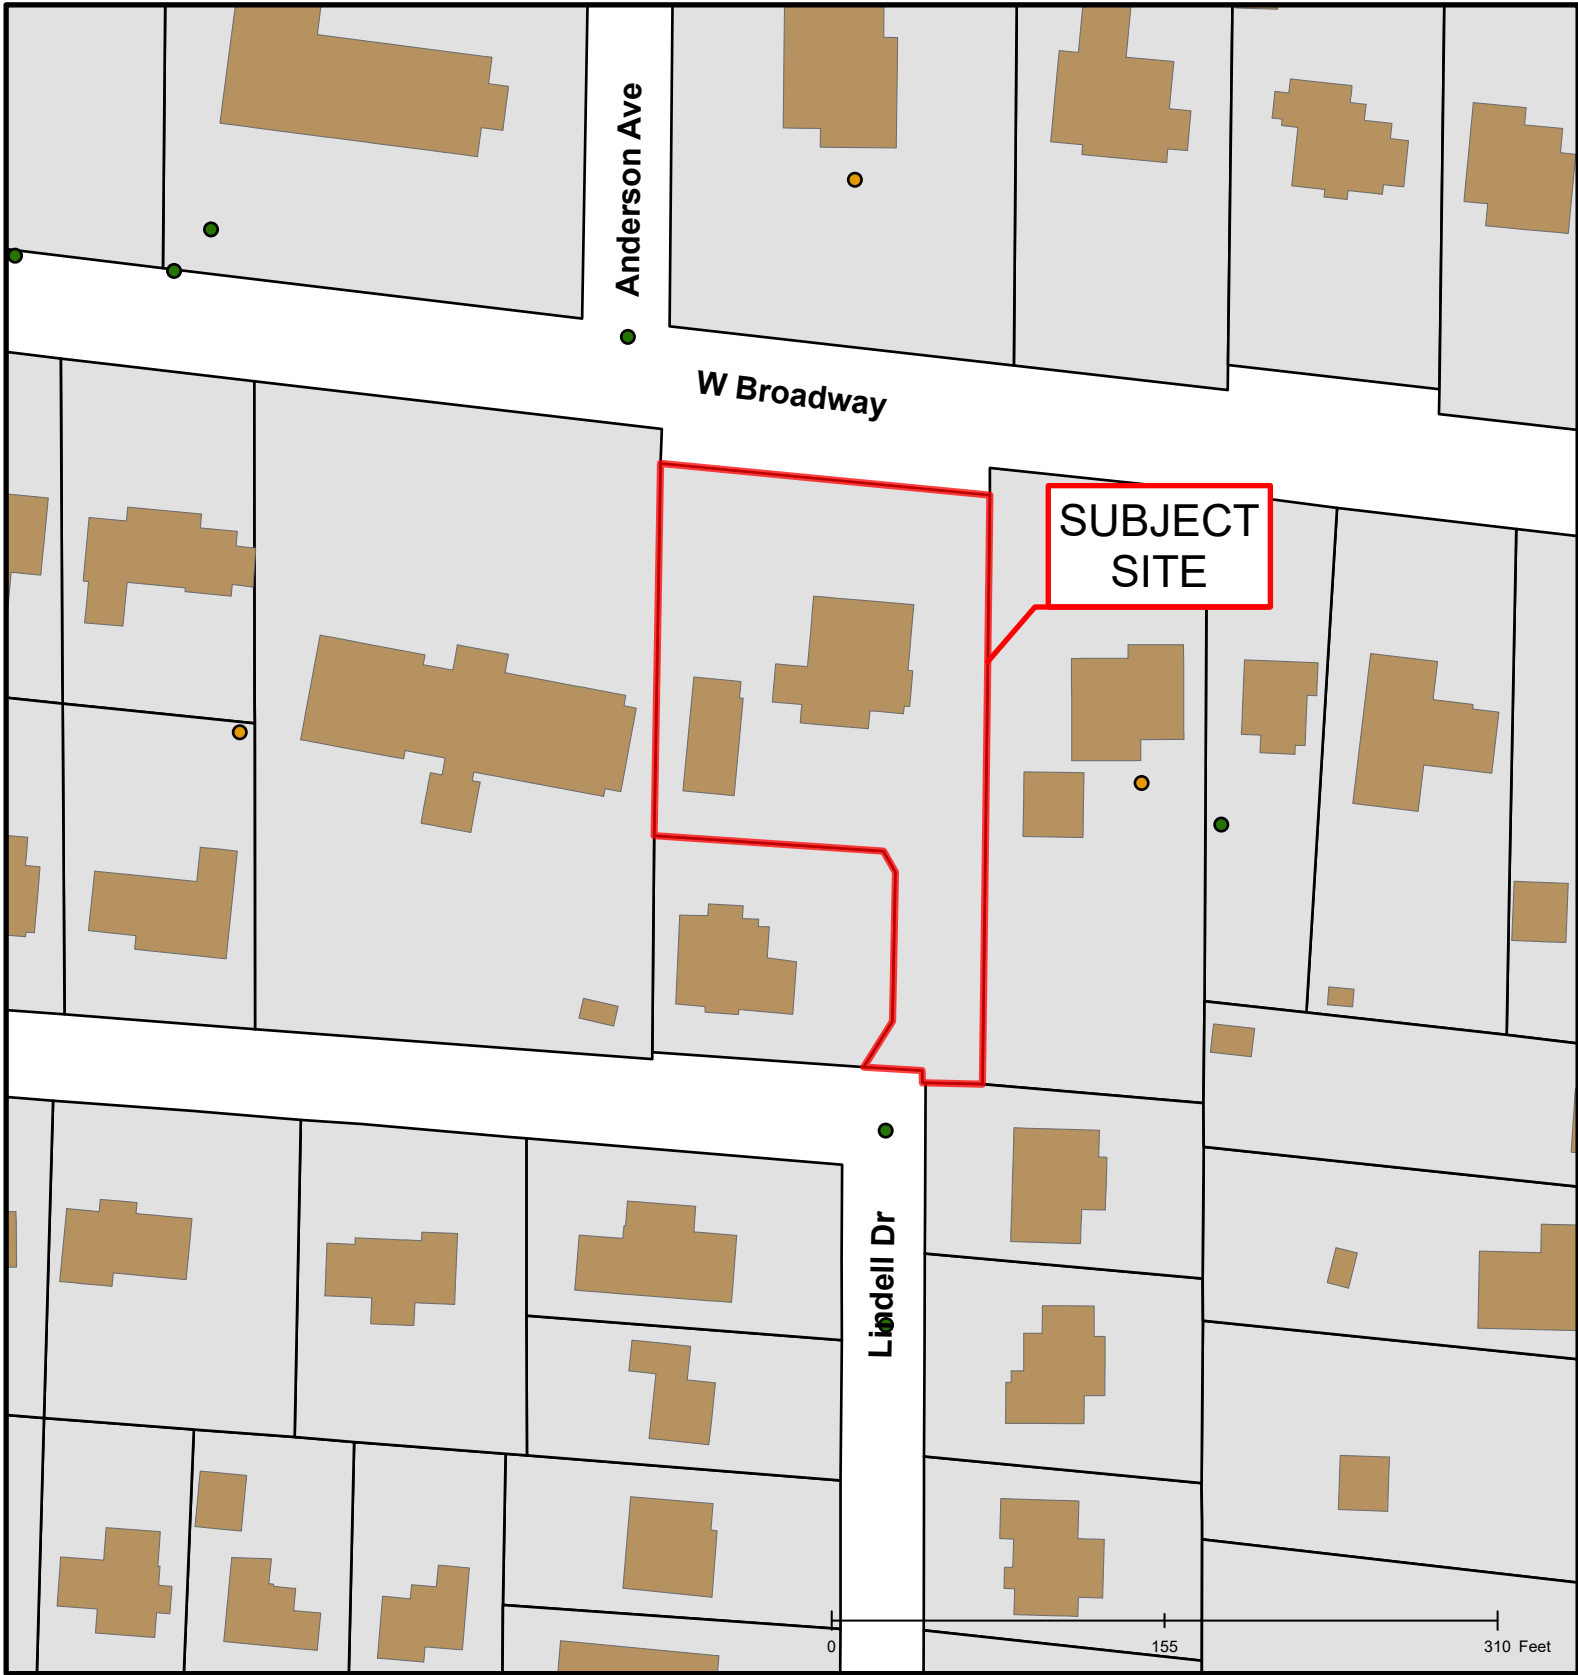 Anderson Ave
W Broadway
SUBJECT
SITE
Lindell Dr
0 155 310 Feet